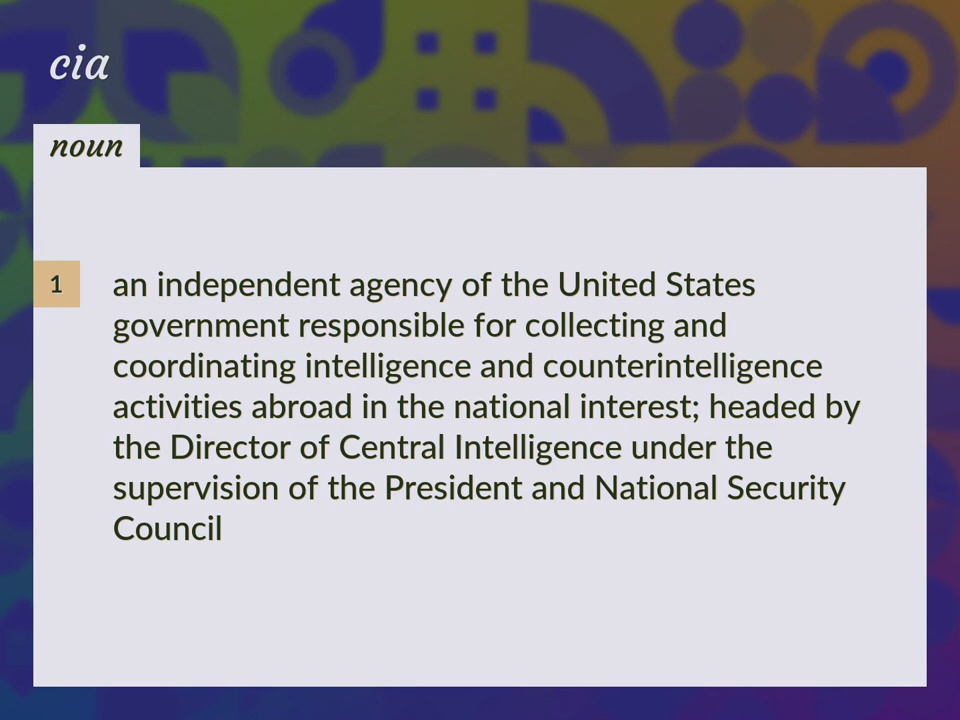 cia
noun
1
an independent agency of the United States
government responsible for collecting and
coordinating intelligence and counterintelligence
activities abroad in the national interest; headed by
the Director of Central Intelligence under the
supervision of the President and National Security
Council